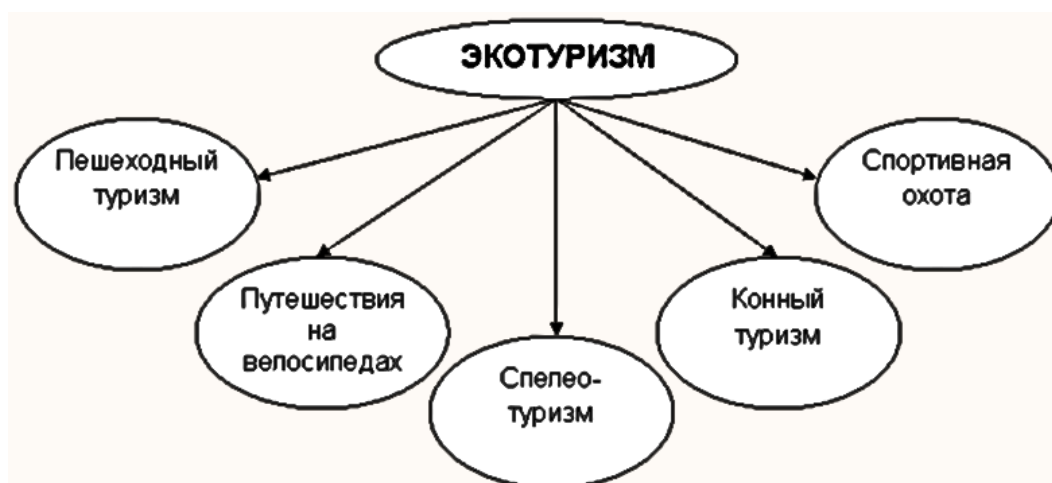 ЭКОТУРИЗМ
Пешеходный
туризм
Путешествия
на
велосипедах
Спелео-
туризм
Конный
туризм
Спортивная
охота